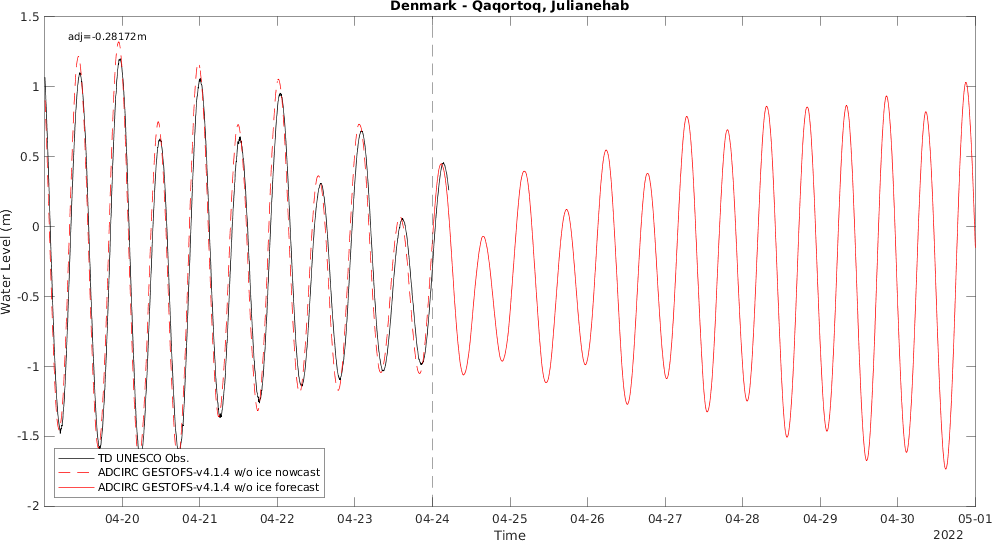 Denmark - Qaqortoq, Julianehab
adj=-0.28172m
1.5
1
0.5
0
-0.5
-1
-1.5
-2
Water Level (m)
TD UNESCO Obs.
ADCIRC GESTOFS-v4.1.4 w/o ice nowcast
ADCIRC GESTOFS-v4.1.4 w/o ice forecast
04-20 04-21 04-22 04-23 04-24 04-25 04-26 04-27 04-28 04-29 04-30 05-01
Time
2022